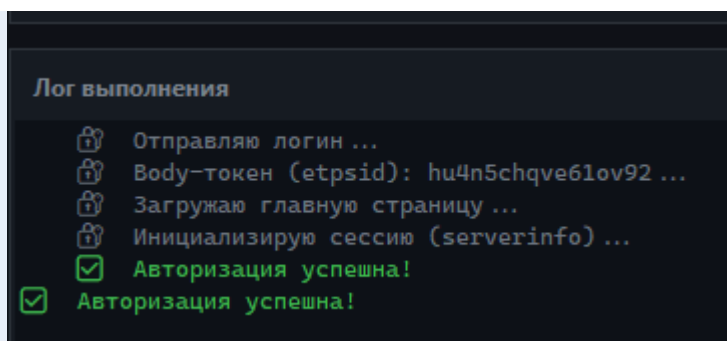 Лог выполнения
Отправляю логин ...
Body-токен (etpsid): hu4n5chqve61ov92 ...
Загружаю главную страницу ...
Инициализирую сессию (serverinfo) ...
Авторизация успешна!
Авторизация успешна!